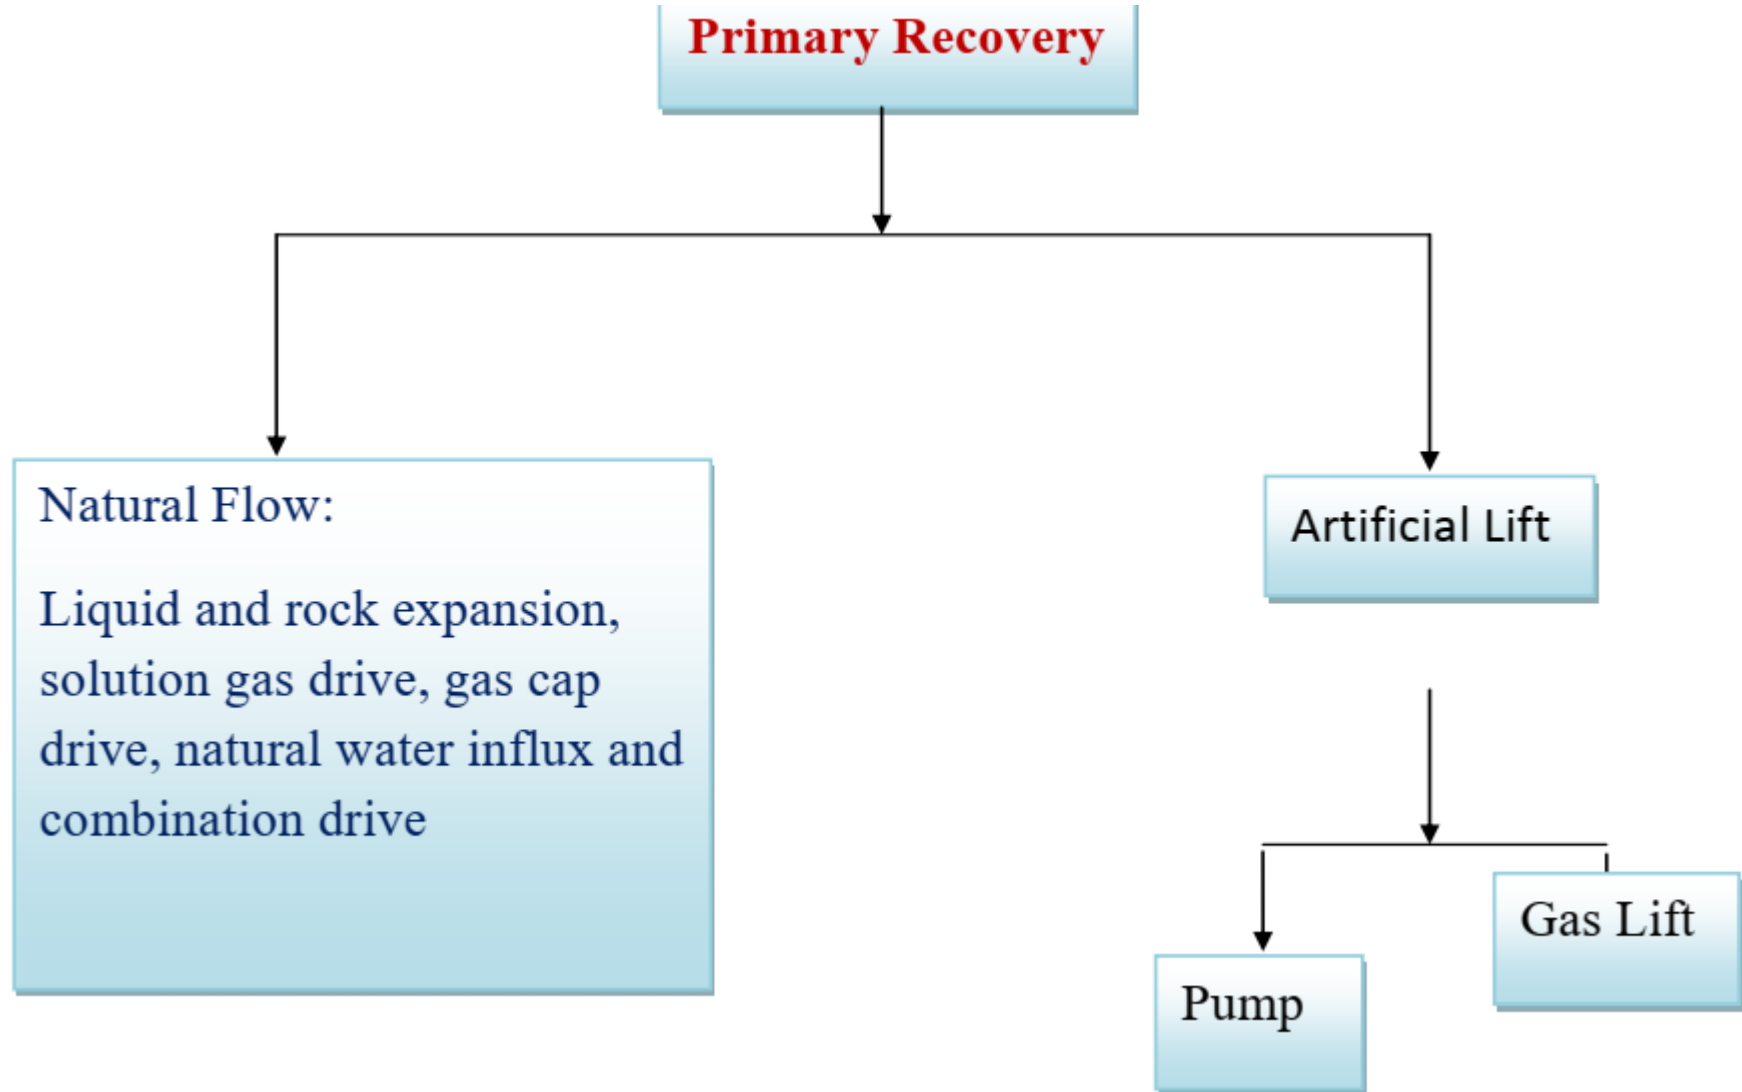 Primary Recovery
Natural Flow:
Liquid and rock expansion,
solution gas drive, gas cap
drive, natural water influx and
combination drive
Artificial Lift
Gas Lift
Pump